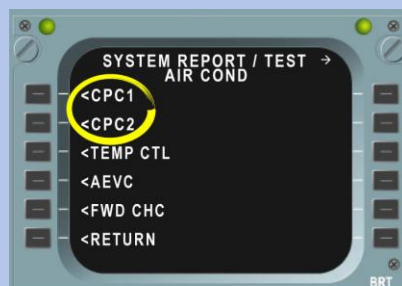 SYSTEM REPORT / TEST →
AIR COND
<CPC1
<CPC2
<TEMP CTL
<AEVC
<FWD CHC
<RETURN
BRT